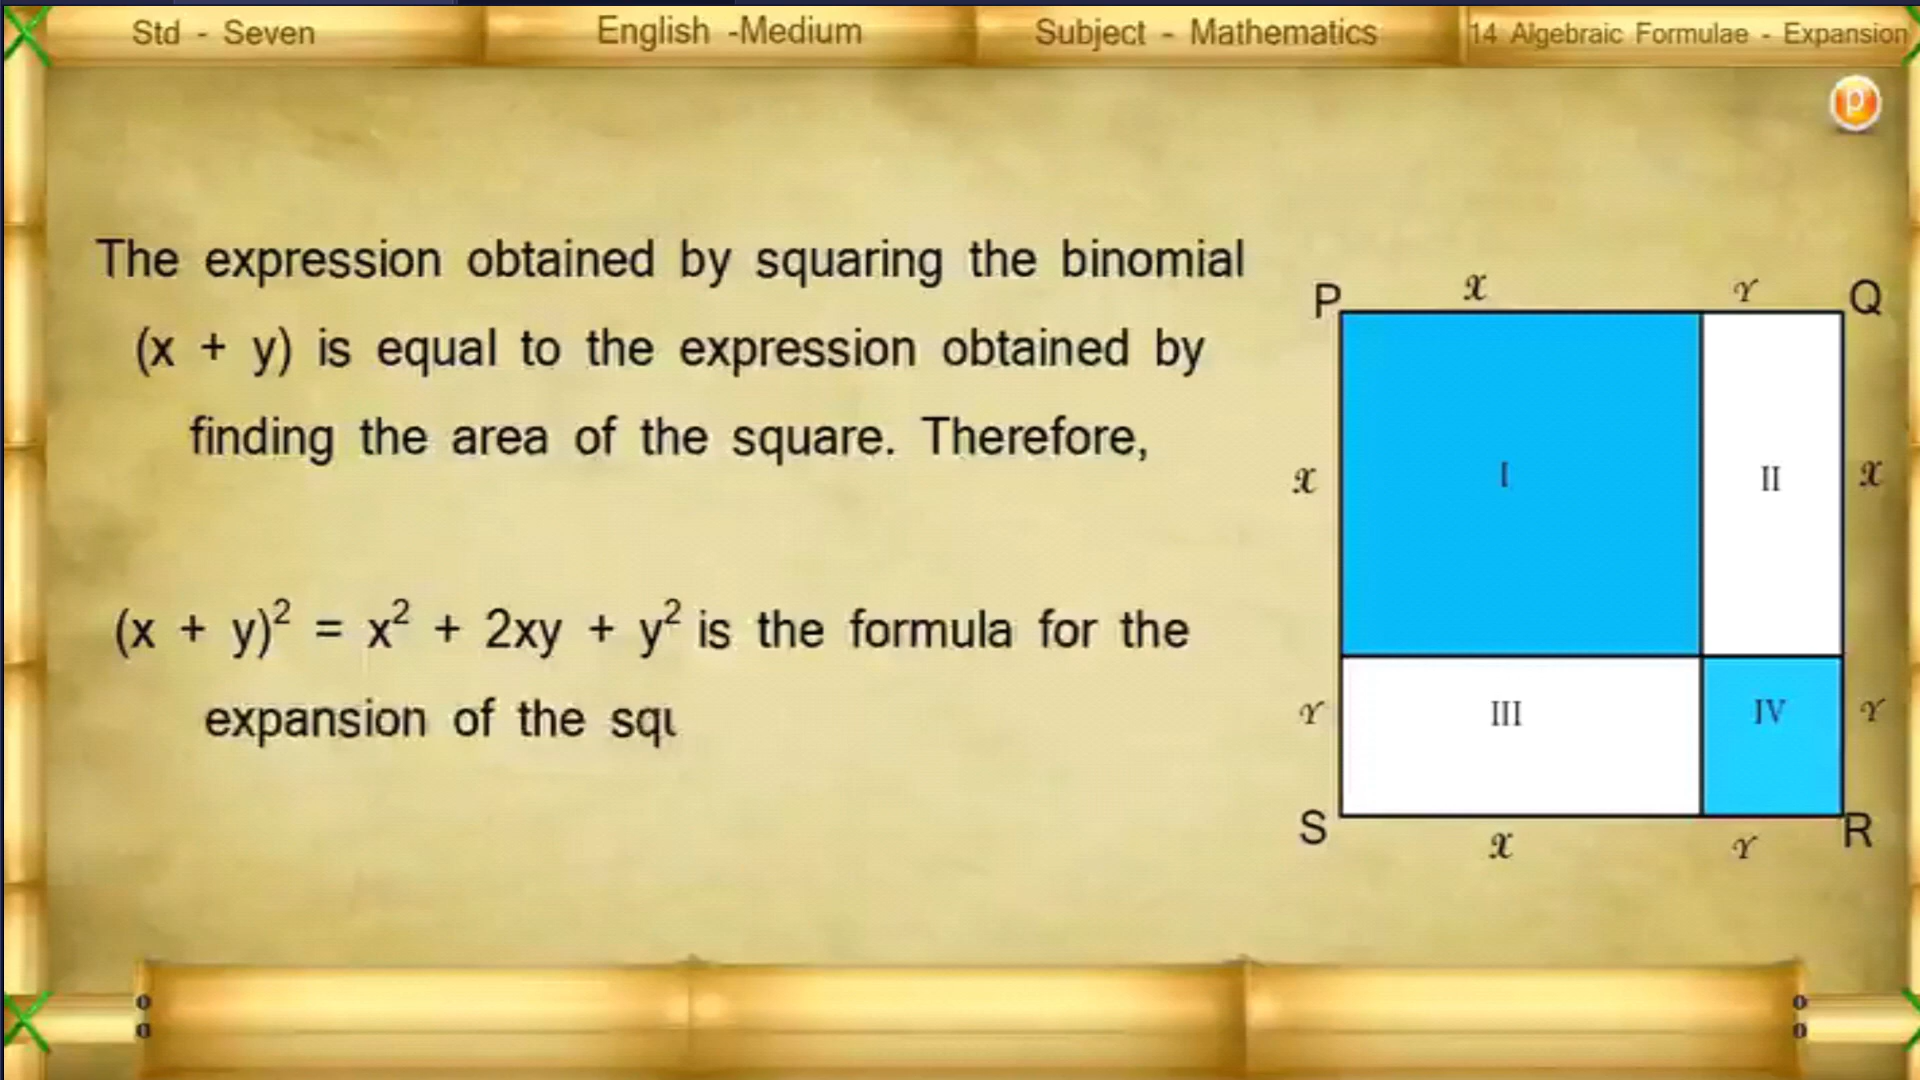 Std - Seven
English -Medium
Subject - Mathematics
14 Algebraic Formulae - Expansion
p
The expression obtained by squaring the binomial
(x + y) is equal to the expression obtained by
finding the area of the square. Therefore,
(x + y)² = x² + 2xy + y² is the formula for the
expansion of the
P x y Q
x I II x
y III IV y
S x y R